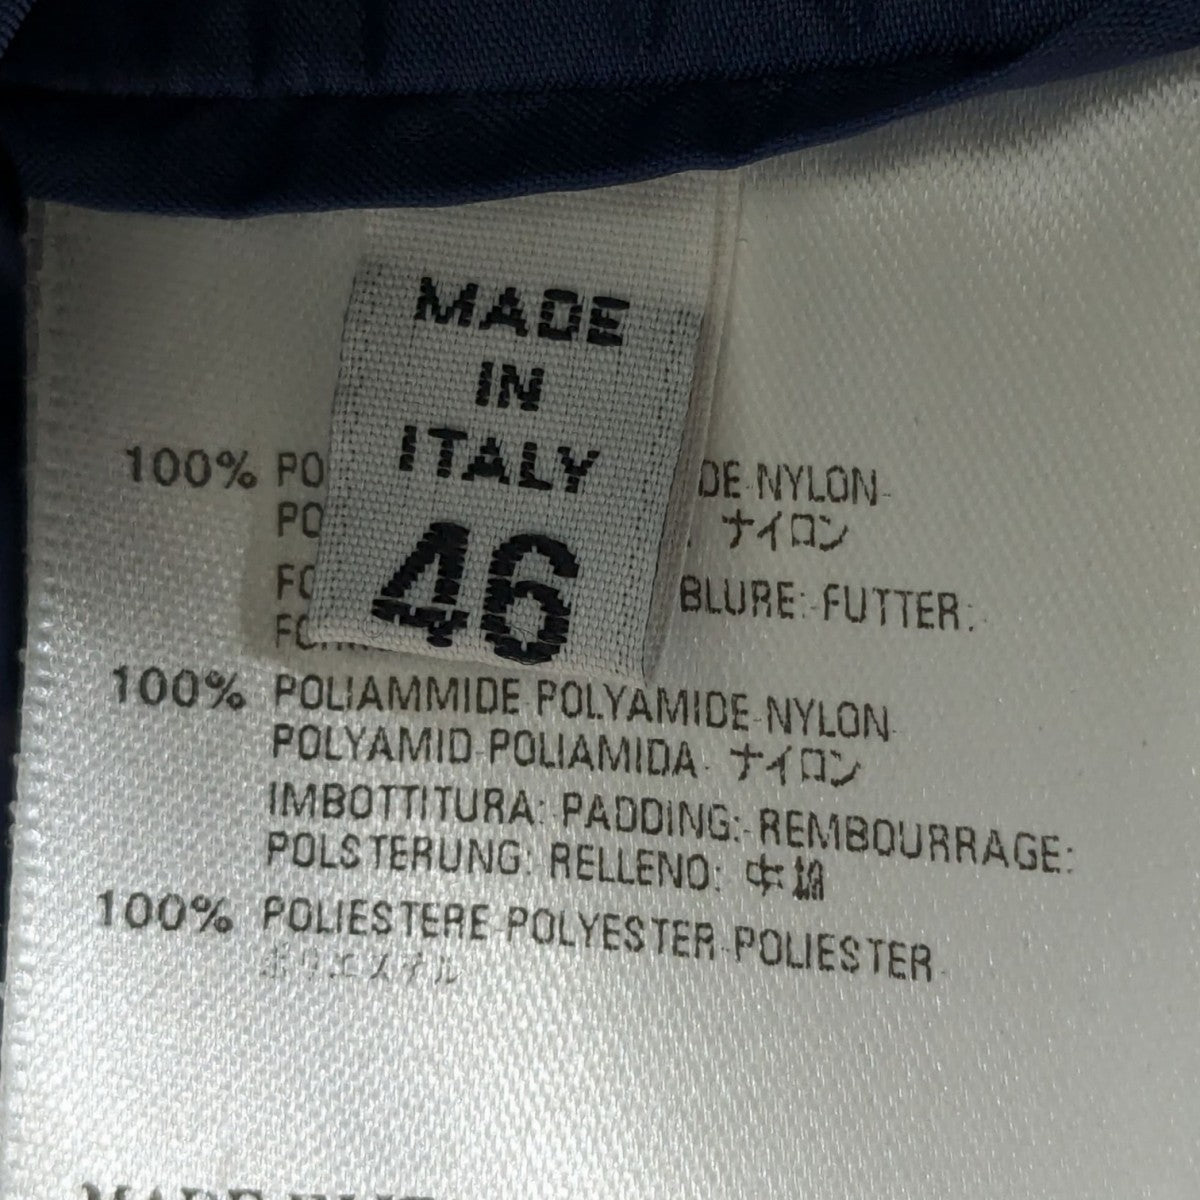 MADE
IN
ITALY
46
100% PO DE-NYLON-
PO ナイロン
FO BLURE: FUTTER:
FO
100% POLIAMMIDE-POLYAMIDE-NYLON-
POLYAMID-POLIAMIDA- ナイロン
IMBOTTITURA: PADDING:-REMBOURRAGE:
POLSTERUNG: RELLENO: 中綿
100% POLIESTERE-POLYESTER-POLIESTER
ポリエステル